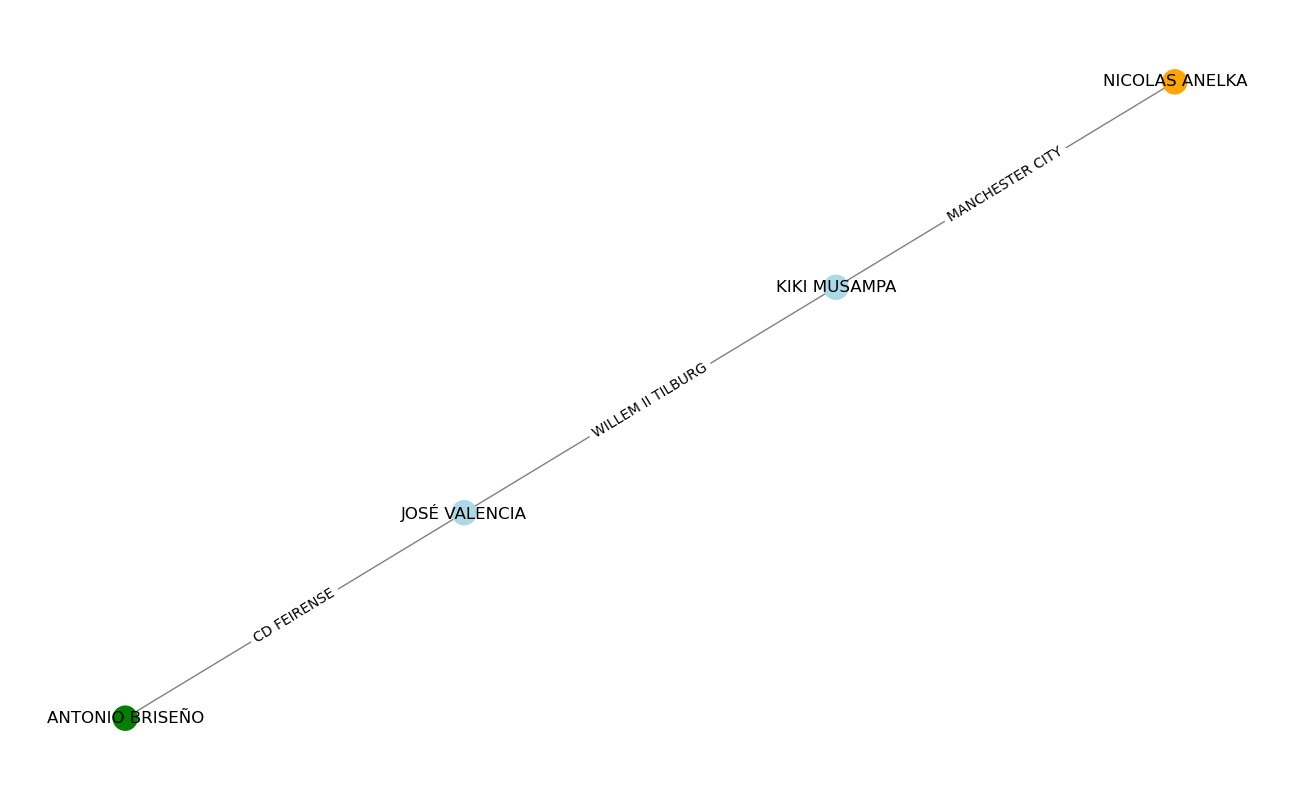 NICOLAS ANELKA
MANCHESTER CITY
KIKI MUSAMPA
WILLEM II TILBURG
JOSÉ VALENCIA
CD FEIRENSE
ANTONIO BRISEÑO